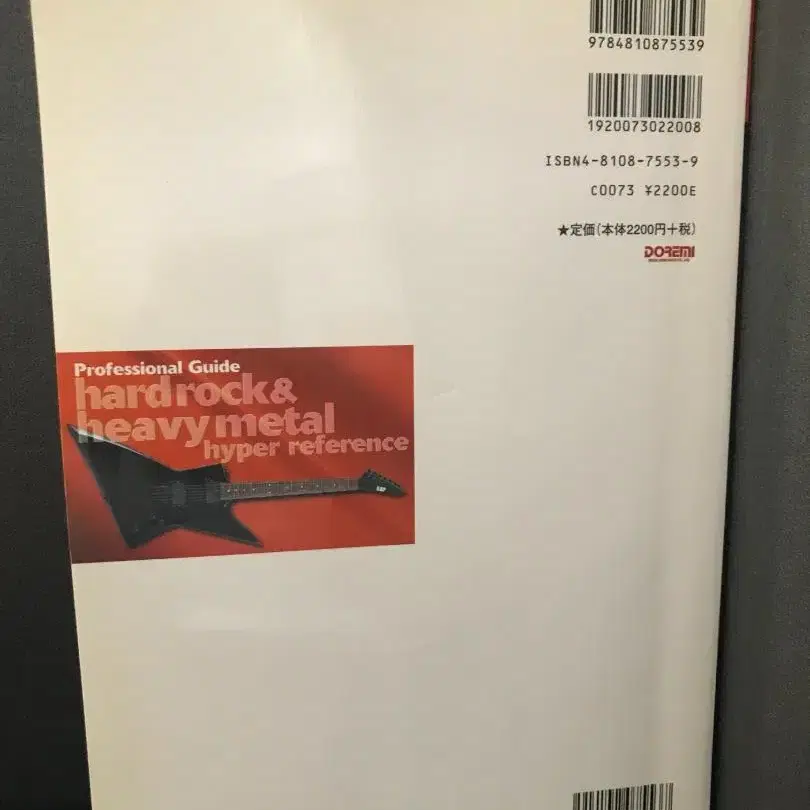 9784810875539
1920073022008
ISBN4-8108-7553-9
C0073 ¥2200E
★定価(本体2200円+税)
DOREMI
Professional Guide
hardrock&
heavymetal
hyper reference